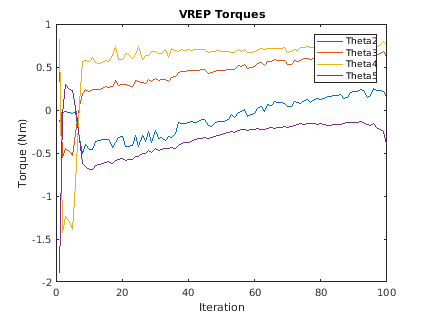 VREP Torques
Torque (Nm)
1
0.5
0
-0.5
-1
-1.5
-2
Theta2
Theta3
Theta4
Theta5
0 20 40 60 80 100
Iteration